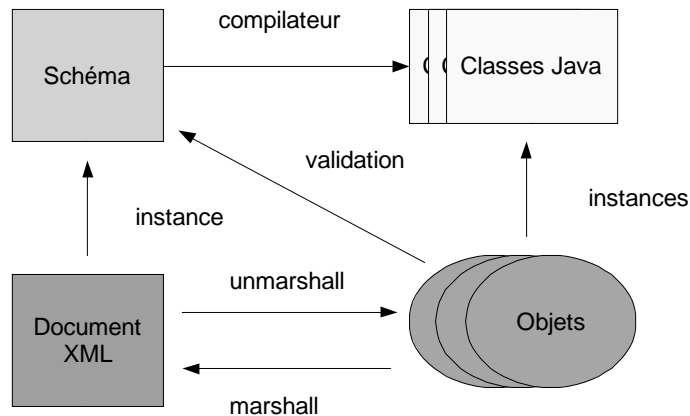 compilateur
Schéma
Classes Java
validation
instance
instances
unmarshall
Document
XML
Objets
marshall